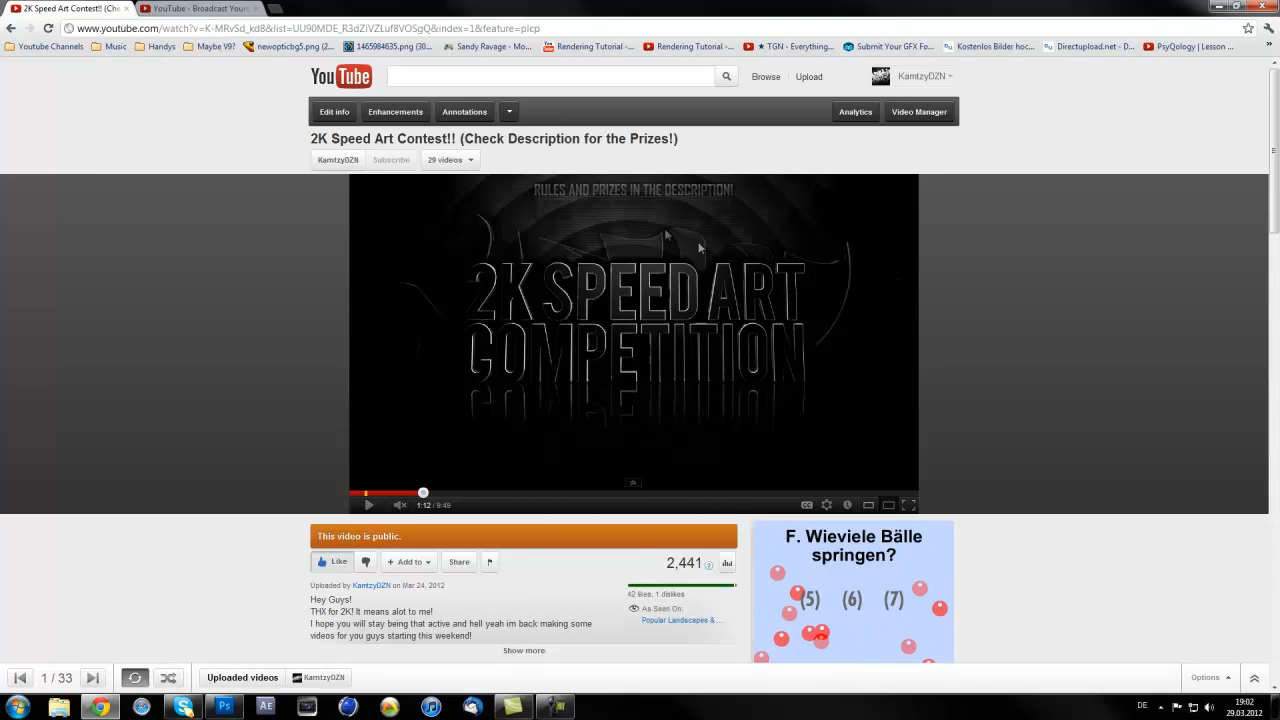 2K Speed Art Contest!! (Che
YouTube - Broadcast Yours
www.youtube.com/watch?v=K-MRvSd_kd8&list=UU90MDE_R3dZiVZLuf8VOSgQ&index=1&feature=plcp
Youtube Channels Music Handys Maybe V9? newopticbg5.png (2... 1465984635.png (30... Sandy Ravage - Mo... Rendering Tutorial -... Rendering Tutorial -... ★ TGN - Everything... Submit Your GFX Fo... Kostenlos Bilder hoc... Directupload.net - D... PsyQology | Lesson ... »
YouTube Browse Upload KamtzyDZN
Edit info Enhancements Annotations Analytics Video Manager
2K Speed Art Contest!! (Check Description for the Prizes!)
KamtzyDZN Subscribe 29 videos
RULES AND PRIZES IN THE DESCRIPTION!
2K SPEED ART
COMPETITION
1:12 / 9:49
This video is public.
Like Add to Share 2,441
Uploaded by KamtzyDZN on Mar 24, 2012
42 likes, 1 dislikes
Hey Guys!
THX for 2K! It means alot to me!
I hope you will stay being that active and hell yeah im back making some
videos for you guys starting this weekend!
As Seen On:
Popular Landscapes & ...
Show more
F. Wieviele Bälle
springen?
(5) (6) (7)
1 / 33 Uploaded videos KamtzyDZN Options
Ps AE DE 19:02
29.03.2012